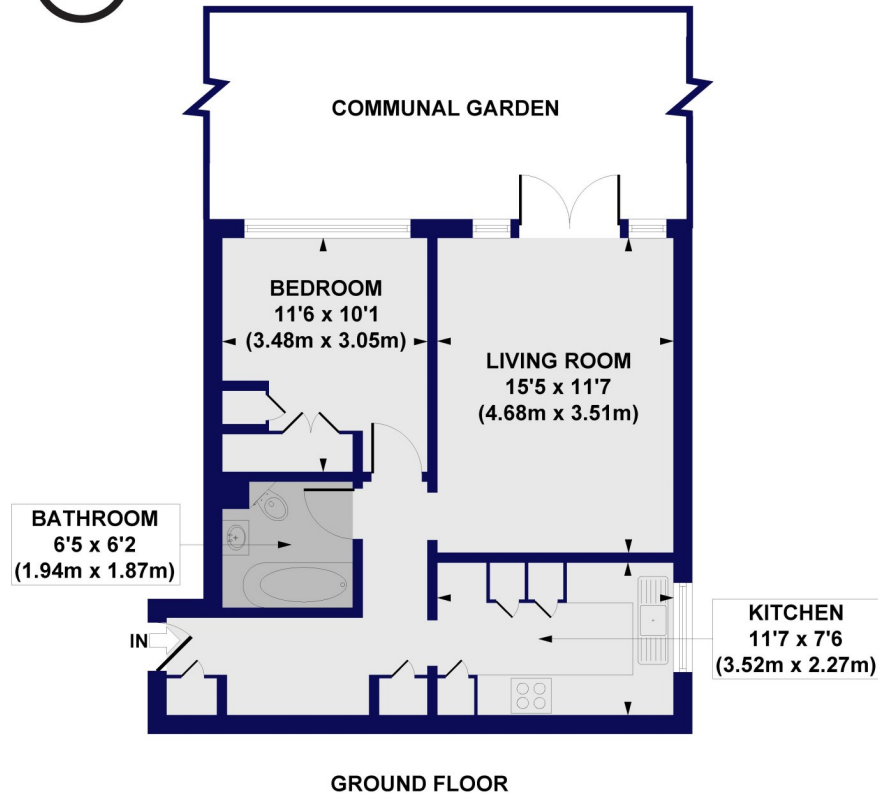 COMMUNAL GARDEN
BEDROOM
11'6 x 10'1
(3.48m x 3.05m)
LIVING ROOM
15'5 x 11'7
(4.68m x 3.51m)
BATHROOM
6'5 x 6'2
(1.94m x 1.87m)
IN
KITCHEN
11'7 x 7'6
(3.52m x 2.27m)
GROUND FLOOR